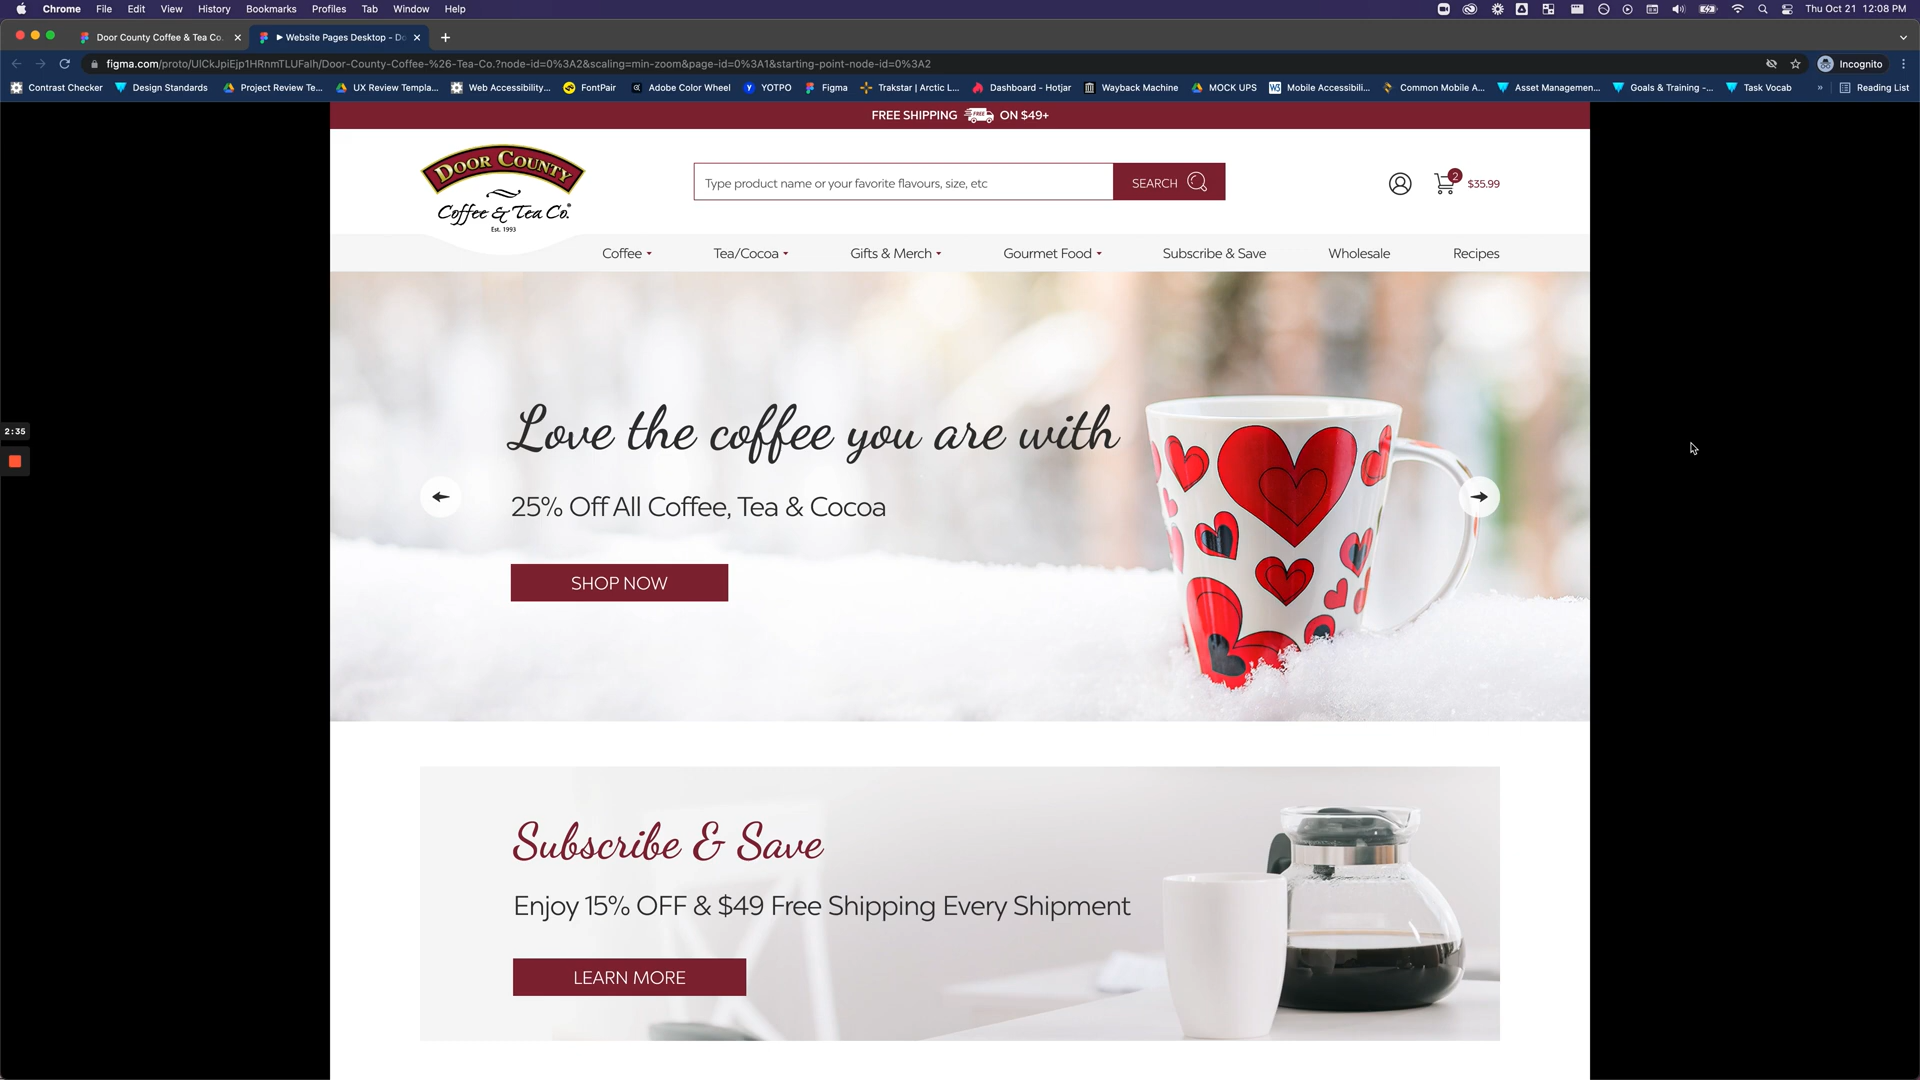 Chrome File Edit View History Bookmarks Profiles Tab Window Help Thu Oct 21 12:08 PM
Door County Coffee & Tea Co. Website Pages Desktop - Do
figma.com/proto/UlCkJpiEjp1HRnmTLUFaIh/Door-County-Coffee-%26-Tea-Co.?node-id=0%3A2&scaling=min-zoom&page-id=0%3A1&starting-point-node-id=0%3A2 Incognito
Contrast Checker Design Standards Project Review Te... UX Review Templa... Web Accessibility... FontPair Adobe Color Wheel YOTPO Figma Trakstar | Arctic L... Dashboard - Hotjar Wayback Machine MOCK UPS Mobile Accessibili... Common Mobile A... Asset Managemen... Goals & Training -... Task Vocab » Reading List
FREE SHIPPING FREE ON $49+
DOOR COUNTY
Coffee & Tea Co.®
Est. 1993
Type product name or your favorite flavours, size, etc
SEARCH
2
$35.99
Coffee Tea/Cocoa Gifts & Merch Gourmet Food Subscribe & Save Wholesale Recipes
Love the coffee you are with
2:35
25% Off All Coffee, Tea & Cocoa
SHOP NOW
Subscribe & Save
Enjoy 15% OFF & $49 Free Shipping Every Shipment
LEARN MORE